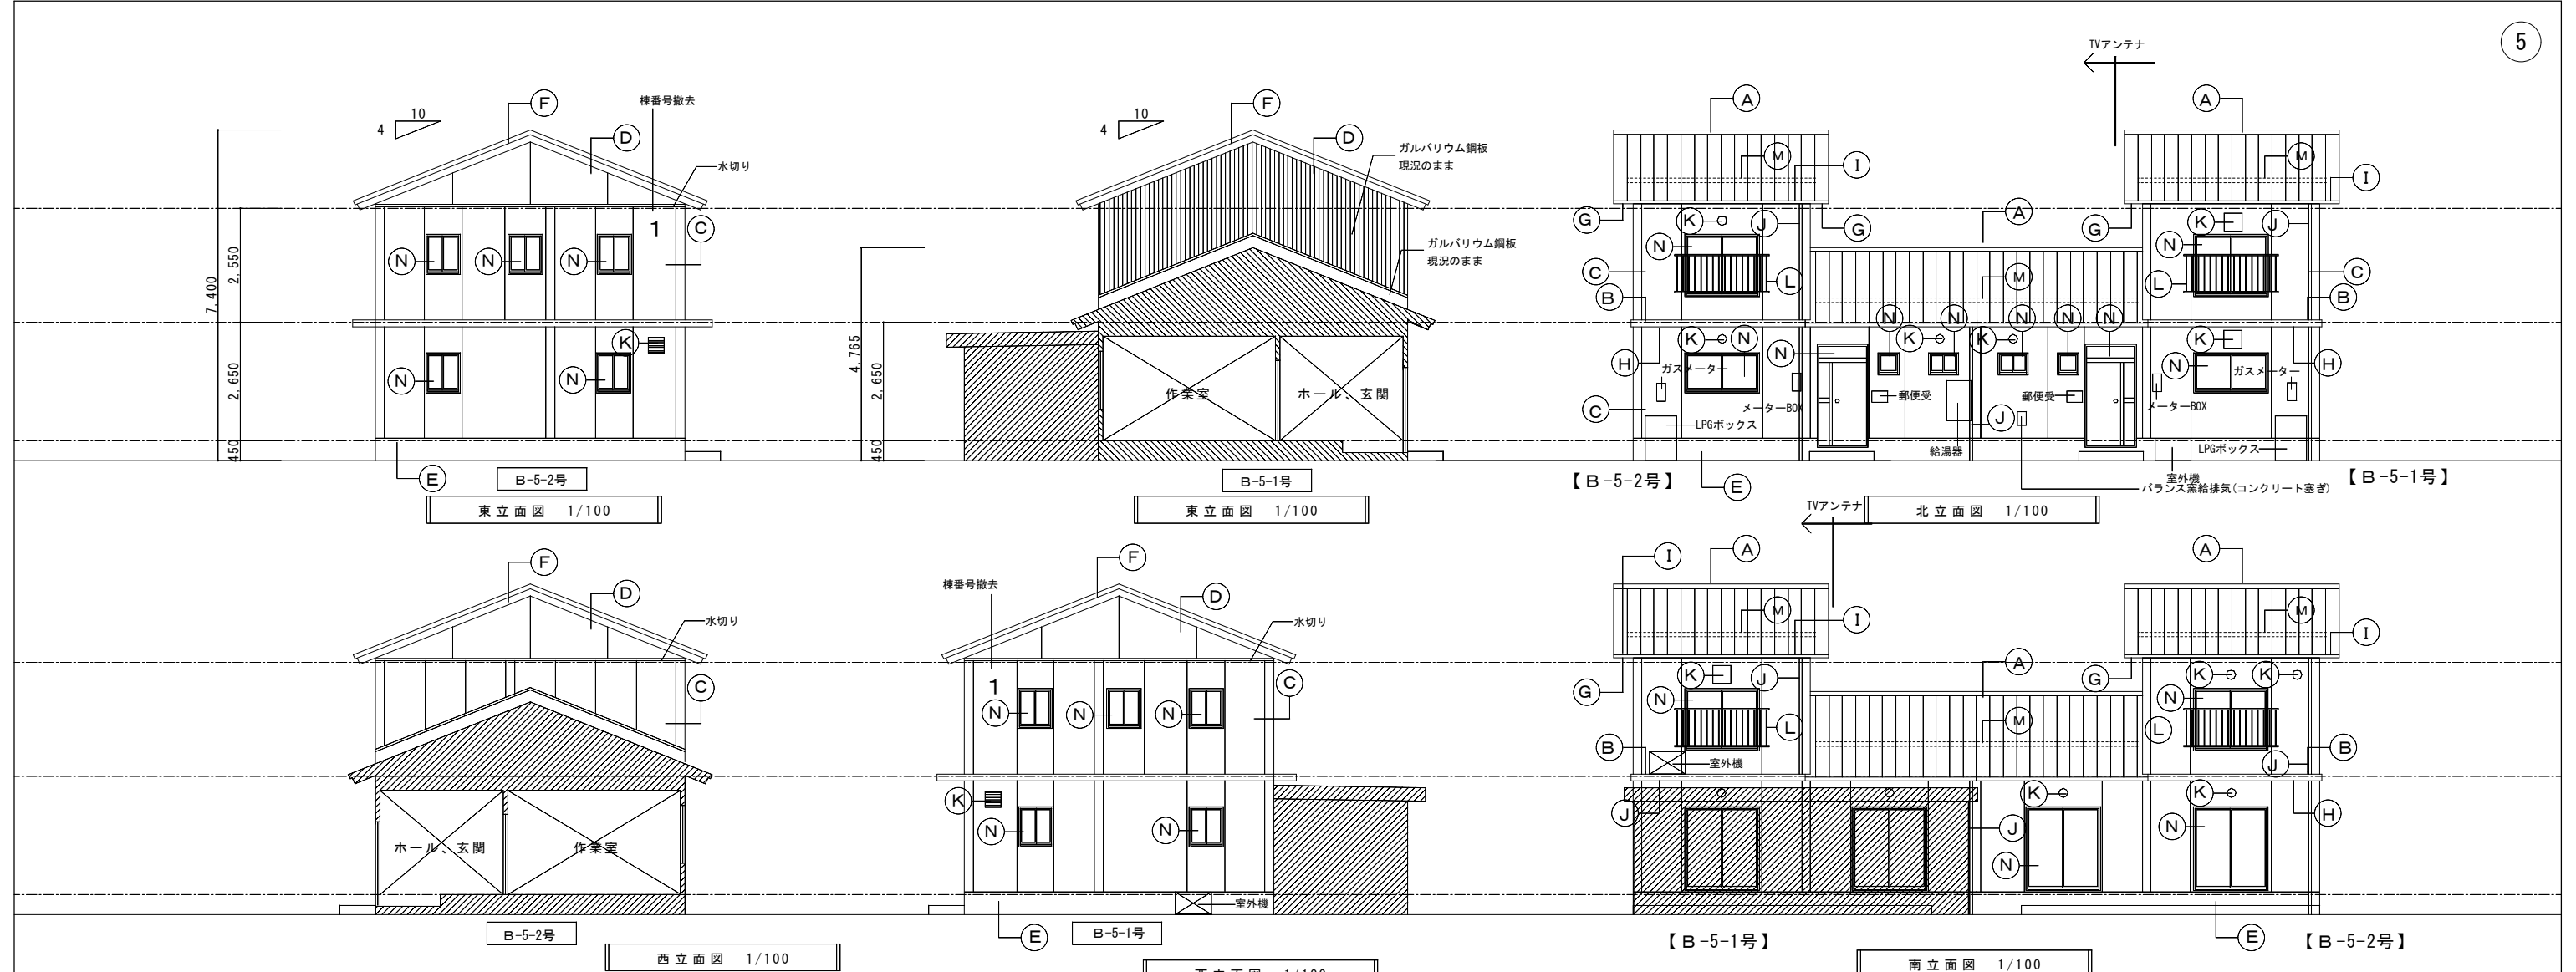 5
TVアンテナ
F
棟番号撤去
10
4
D
水切り
1
C
N
N
N
K
N
N
7,400
2,550
2,650
450
E
B-5-2号
東立面図 1/100
F
10
4
D
ガルバリウム鋼板
現況のまま
ガルバリウム鋼板
現況のまま
4,765
2,650
450
作業室
ホール、玄関
B-5-1号
東立面図 1/100
A
A
M
I
M
I
G
K
J
G
A
G
K
J
N
N
C
L
M
L
C
B
B
N
N
N
N
N
K
N
K
K
K
H
N
N
H
ガスメーター
ガスメーター
メーターBOX
郵便受
郵便受
メーターBOX
C
J
LPGボックス
給湯器
LPGボックス
室外機
バランス窯給排気(コンクリート塞ぎ)
【B-5-2号】
E
【B-5-1号】
北立面図 1/100
F
D
水切り
C
ホール、玄関
作業室
B-5-2号
西立面図 1/100
棟番号撤去
F
D
水切り
1
C
N
N
N
K
N
N
室外機
E
B-5-1号
西立面図 1/100
TVアンテナ
I
A
A
M
I
M
I
G
K
J
A
G
K
K
N
N
L
M
L
B
室外機
B
J
J
K
K
H
J
N
N
【B-5-1号】
E
【B-5-2号】
南立面図 1/100